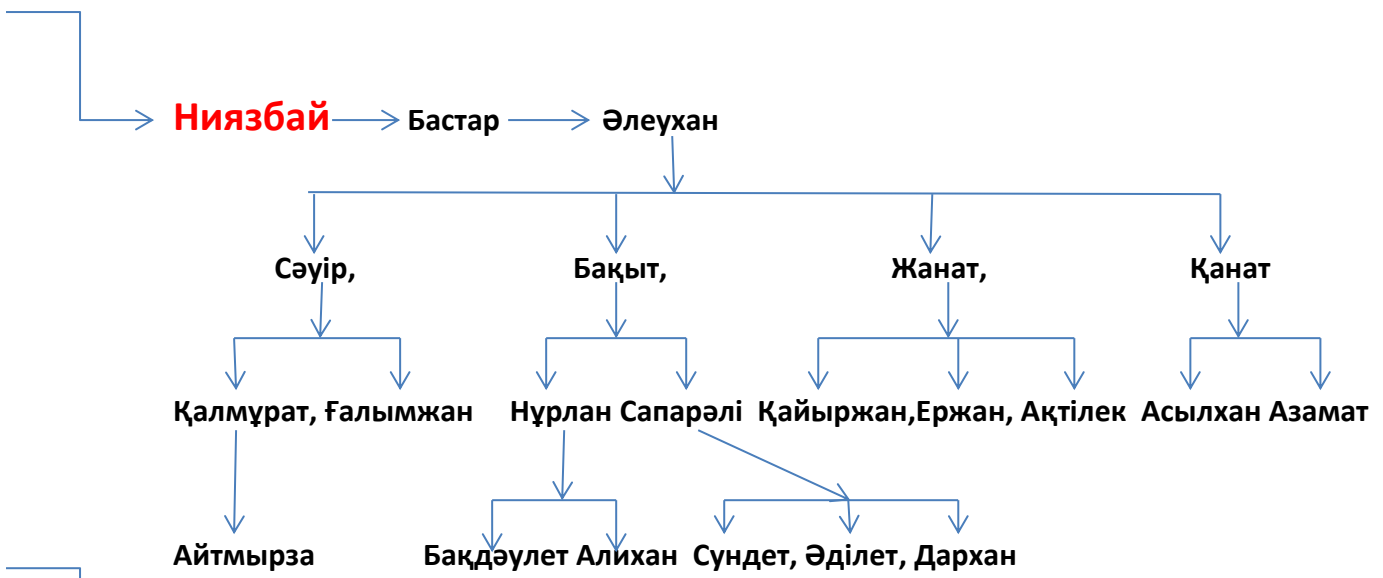 Ниязбай Бастар Әлеухан
Сәуір, Бақыт, Жанат, Қанат
Қалмұрат, Ғалымжан Нұрлан Сапарәлі Қайыржан,Ержан, Ақтілек Асылхан Азамат
Айтмырза Бақдәулет Алихан Сундет, Әділет, Дархан